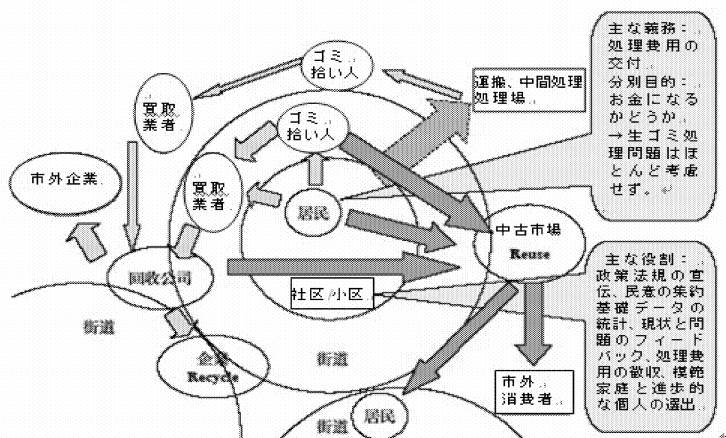 主な義務：
処理費用の
交付
分別目的：
お金になる
かどうか
→生ゴミ処
理問題はほ
とんど考慮
せず。
ゴミ
拾い人
買取
業者
運搬、中間処理
処理場
ゴミ
拾い人
買取
業者
市外企業
居民
中古市場
Reuse
回収公司
社区/小区
主な役割：
政策法規の宣
伝、民意の集約
基礎データの
統計、現状と問
題のフィード
バック、処理費
用の徴収、模範
家庭と進歩的
な個人の選出
街道
企業
Recycle
街道
市外
消費者
街道
居民